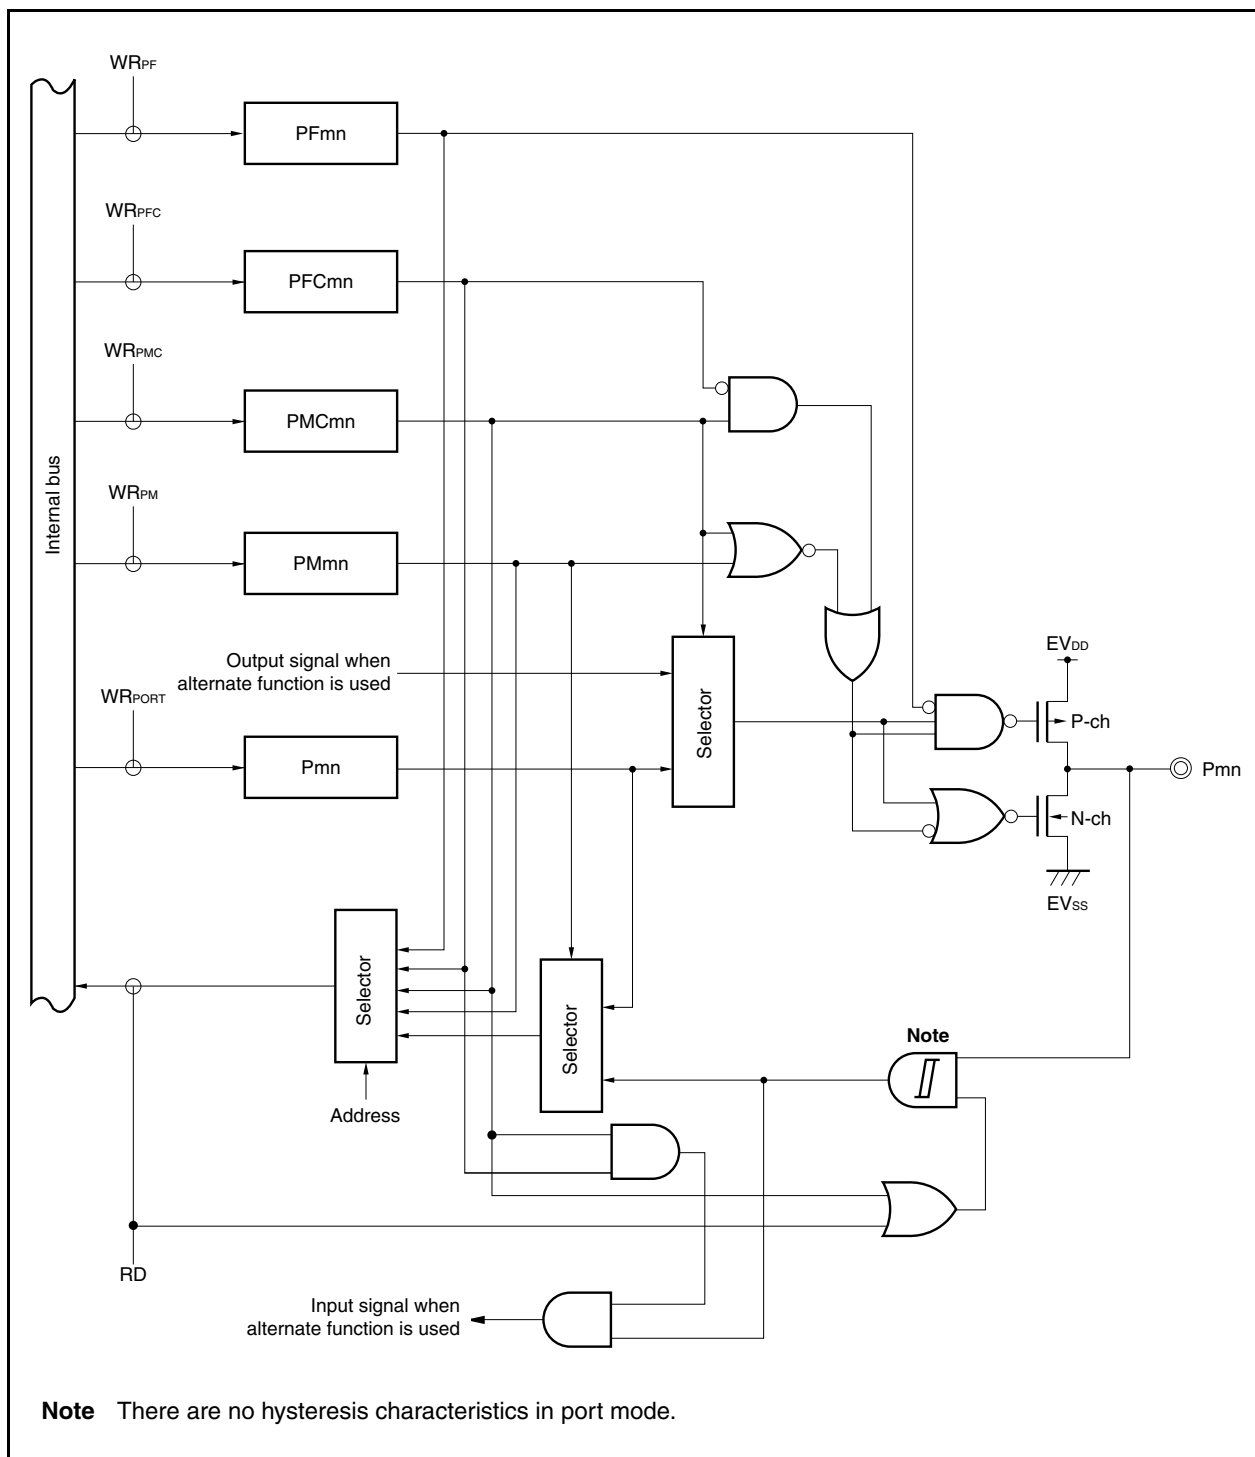 WRPF
PFmn
WRPFC
PFCmn
WRPMC
PMCmn
Internal bus
WRPM
PMmn
Output signal when
alternate function is used
EVDD
WRPORT
Selector
P-ch
Pmn
Pmn
N-ch
EVSS
Selector
Selector
Note
Address
RD
Input signal when
alternate function is used
Note There are no hysteresis characteristics in port mode.